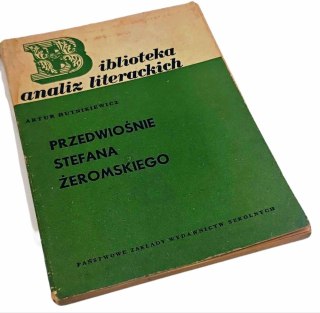 Biblioteka
analiz literackich
ARTUR HUTNIKIEWICZ
PRZEDWIOŚNIE
STEFANA
ŻEROMSKIEGO
PAŃSTWOWE ZAKŁADY WYDAWNICTW SZKOLNYCH